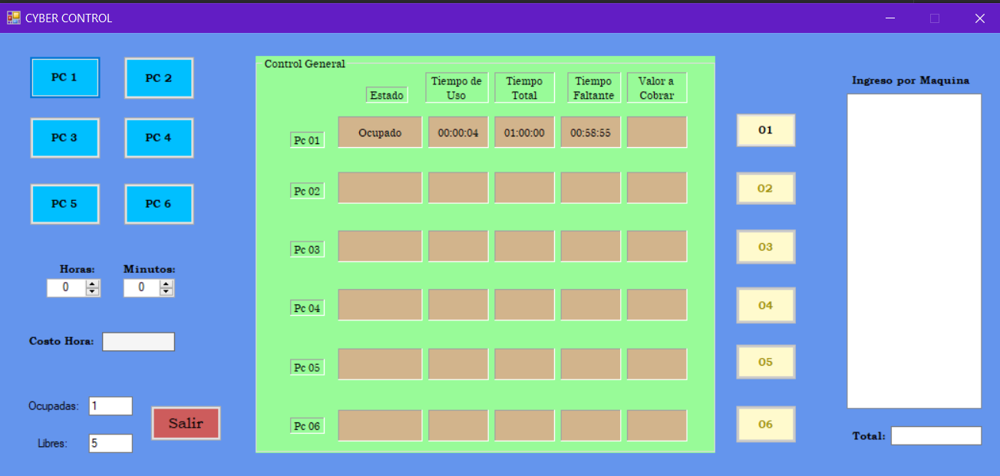 CYBER CONTROL
PC 1
PC 2
PC 3
PC 4
PC 5
PC 6
Horas:
Minutos:
0
0
Costo Hora:
Ocupadas:
1
Libres:
5
Salir
Control General
Estado
Tiempo de
Uso
Tiempo
Total
Tiempo
Faltante
Valor a
Cobrar
Pc 01
Ocupado
00:00:04
01:00:00
00:58:55
Pc 02
Pc 03
Pc 04
Pc 05
Pc 06
01
02
03
04
05
06
Ingreso por Maquina
Total: